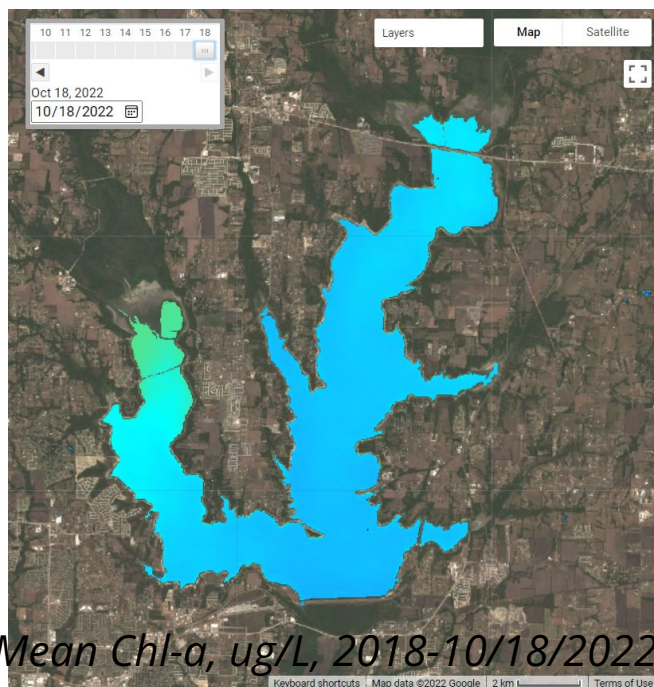 10 11 12 13 14 15 16 17 18
Layers
Map Satellite
Oct 18, 2022
10/18/2022
Mean Chl-a, ug/L, 2018-10/18/2022
Keyboard shortcuts Map data ©2022 Google 2 km Terms of Use